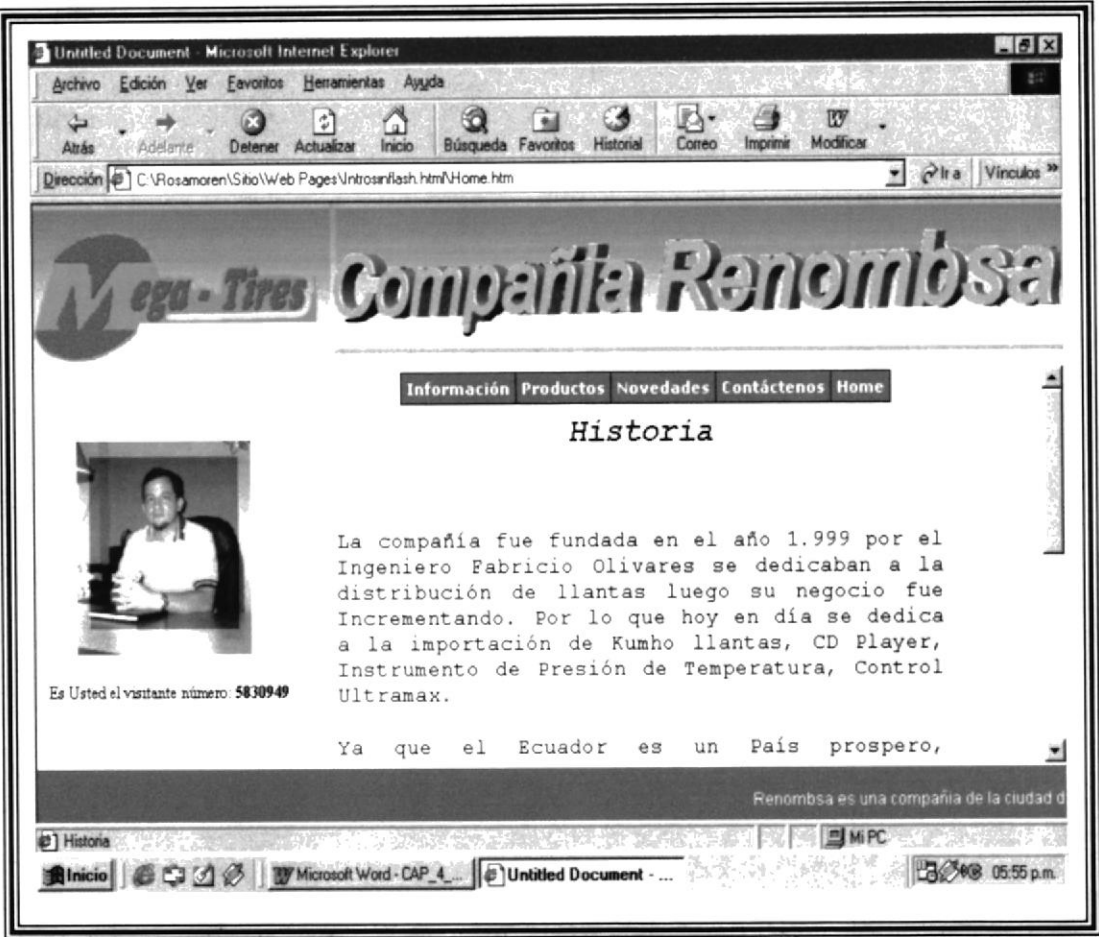 Untitled Document - Microsoft Internet Explorer
Archivo Edición Ver Favoritos Herramientas Ayuda
Atrás Adelante Detener Actualizar Inicio Búsqueda Favoritos Historial Correo Imprimir Modificar
Dirección C:\Rosamoren\Sitio\Web Pages\Introsinflash.html\Home.htm Ir a Vínculos »
Mega - Tires Compañía Renombsa
Información Productos Novedades Contáctenos Home
Historia
La compañía fue fundada en el año 1.999 por el
Ingeniero Fabricio Olivares se dedicaban a la
distribución de llantas luego su negocio fue
Incrementando. Por lo que hoy en día se dedica
a la importación de Kumho llantas, CD Player,
Instrumento de Presión de Temperatura, Control
Ultramax.
Es Usted el visitante número: 5830949
Ya que el Ecuador es un País prospero,
Renombsa es una compañia de la ciudad d
Historia Mi PC
Inicio Microsoft Word - CAP_4_... Untitled Document - ... 05:55 p.m.